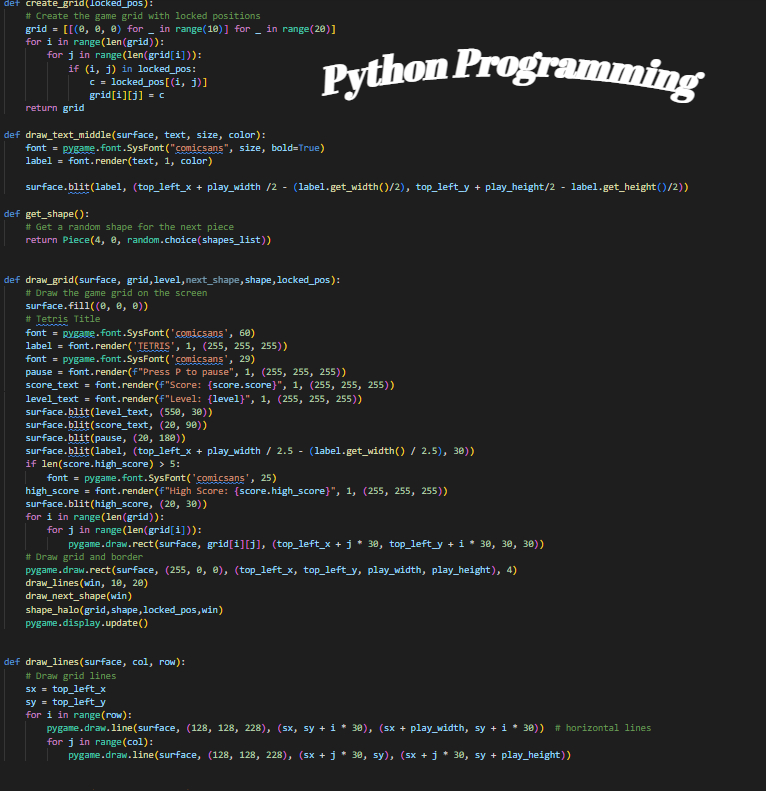 def create_grid(locked_pos):
# Create the game grid with locked positions
grid = [[(0, 0, 0) for _ in range(10)] for _ in range(20)]
for i in range(len(grid)):
for j in range(len(grid[i])):
if (i, j) in locked_pos:
c = locked_pos[(i, j)]
grid[i][j] = c
return grid
Python Programming
def draw_text_middle(surface, text, size, color):
font = pygame.font.SysFont("comicsans", size, bold=True)
label = font.render(text, 1, color)
surface.blit(label, (top_left_x + play_width /2 - (label.get_width()/2), top_left_y + play_height/2 - label.get_height()/2))
def get_shape():
# Get a random shape for the next piece
return Piece(4, 0, random.choice(shapes_list))
def draw_grid(surface, grid,level,next_shape,shape,locked_pos):
# Draw the game grid on the screen
surface.fill((0, 0, 0))
# Tetris Title
font = pygame.font.SysFont('comicsans', 60)
label = font.render('TETRIS', 1, (255, 255, 255))
font = pygame.font.SysFont('comicsans', 29)
pause = font.render(f"Press P to pause", 1, (255, 255, 255))
score_text = font.render(f"Score: {score.score}", 1, (255, 255, 255))
level_text = font.render(f"Level: {level}", 1, (255, 255, 255))
surface.blit(level_text, (550, 30))
surface.blit(score_text, (20, 90))
surface.blit(pause, (20, 180))
surface.blit(label, (top_left_x + play_width / 2.5 - (label.get_width() / 2.5), 30))
if len(score.high_score) > 5:
font = pygame.font.SysFont('comicsans', 25)
high_score = font.render(f"High Score: {score.high_score}", 1, (255, 255, 255))
surface.blit(high_score, (20, 30))
for i in range(len(grid)):
for j in range(len(grid[i])):
pygame.draw.rect(surface, grid[i][j], (top_left_x + j * 30, top_left_y + i * 30, 30, 30))
# Draw grid and border
pygame.draw.rect(surface, (255, 0, 0), (top_left_x, top_left_y, play_width, play_height), 4)
draw_lines(win, 10, 20)
draw_next_shape(win)
shape_halo(grid,shape,locked_pos,win)
pygame.display.update()
def draw_lines(surface, col, row):
# Draw grid lines
sx = top_left_x
sy = top_left_y
for i in range(row):
pygame.draw.line(surface, (128, 128, 228), (sx, sy + i * 30), (sx + play_width, sy + i * 30))  # horizontal lines
for j in range(col):
pygame.draw.line(surface, (128, 128, 228), (sx + j * 30, sy), (sx + j * 30, sy + play_height))